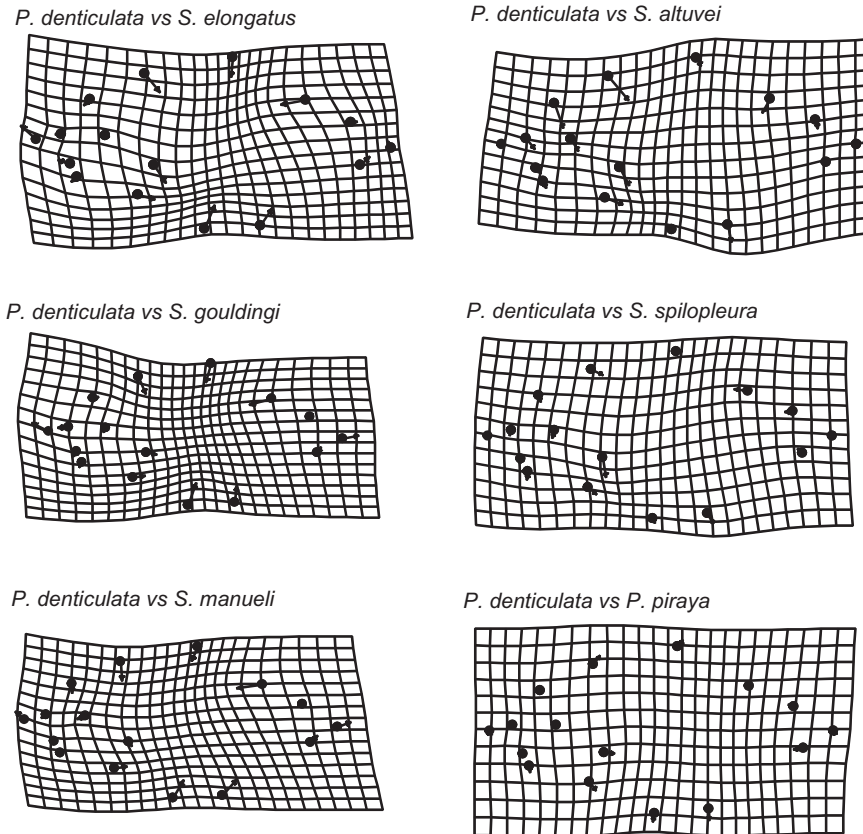 P. denticulata vs S. elongatus
P. denticulata vs S. altuvei
P. denticulata vs S. gouldingi
P. denticulata vs S. spilopleura
P. denticulata vs S. manueli
P. denticulata vs P. piraya